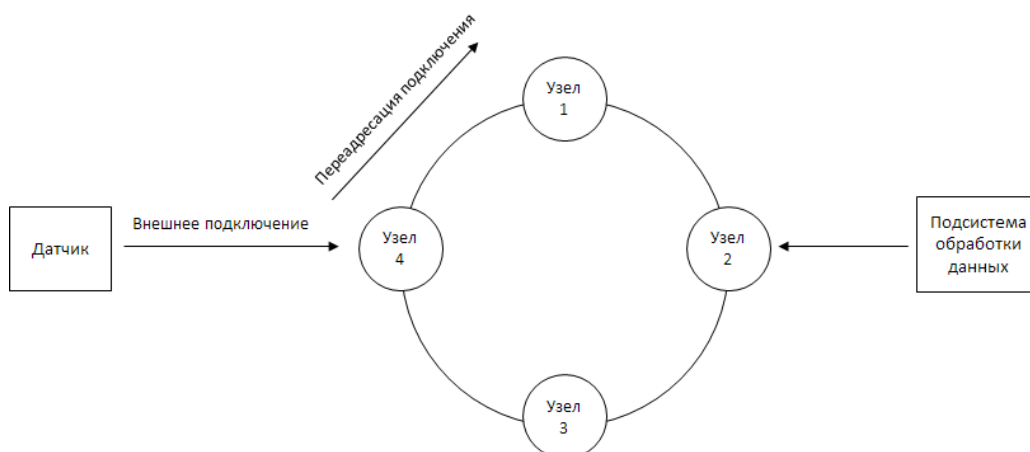 Переадресация подключения
Узел
1
Датчик
Внешнее подключение
Узел
4
Узел
2
Подсистема
обработки
данных
Узел
3